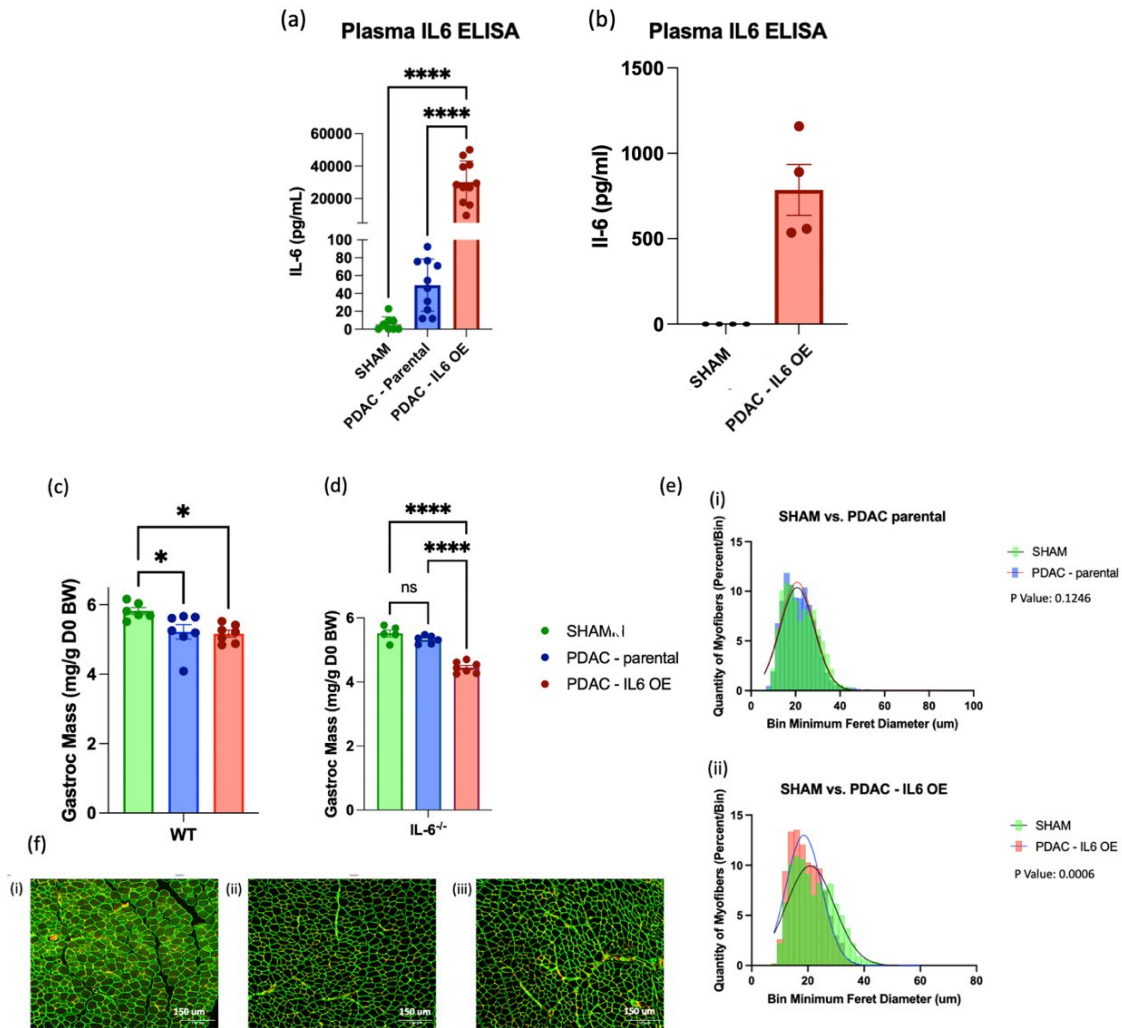 (a)
Plasma IL6 ELISA
****
****
60000
40000
20000
100
80
60
40
20
0
IL-6 (pg/mL)
SHAM
PDAC - Parental
PDAC - IL6 OE
(b)
Plasma IL6 ELISA
1500
1000
500
0
Il-6 (pg/ml)
SHAM
PDAC - IL6 OE
(c)
*
*
6
4
2
0
Gastroc Mass (mg/g D0 BW)
WT
(d)
****
****
ns
6
4
2
0
Gastroc Mass (mg/g D0 BW)
IL-6-/-
SHAM
PDAC - parental
PDAC - IL6 OE
(e)
(i)
SHAM vs. PDAC parental
15
10
5
0
Quantity of Myofibers (Percent/Bin)
0 20 40 60 80 100
Bin Minimum Feret Diameter (um)
SHAM
PDAC - parental
P Value: 0.1246
(ii)
SHAM vs. PDAC - IL6 OE
15
10
5
0
Quantity of Myofibers (Percent/Bin)
0 20 40 60 80
Bin Minimum Feret Diameter (um)
SHAM
PDAC - IL6 OE
P Value: 0.0006
(f)
(i)
150 um
(ii)
150 um
(iii)
150 um